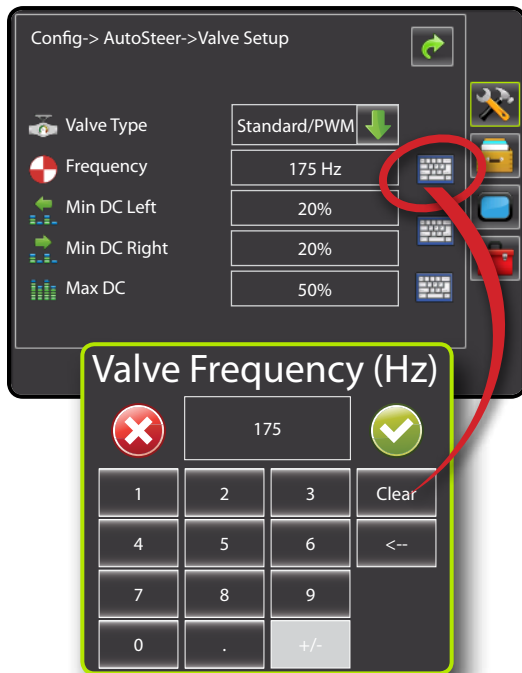 Config-> AutoSteer->Valve Setup
Valve Type Standard/PWM
Frequency 175 Hz
Min DC Left 20%
Min DC Right 20%
Max DC 50%
Valve Frequency (Hz)
175
1 2 3 Clear
4 5 6 <--
7 8 9
0 . +/-